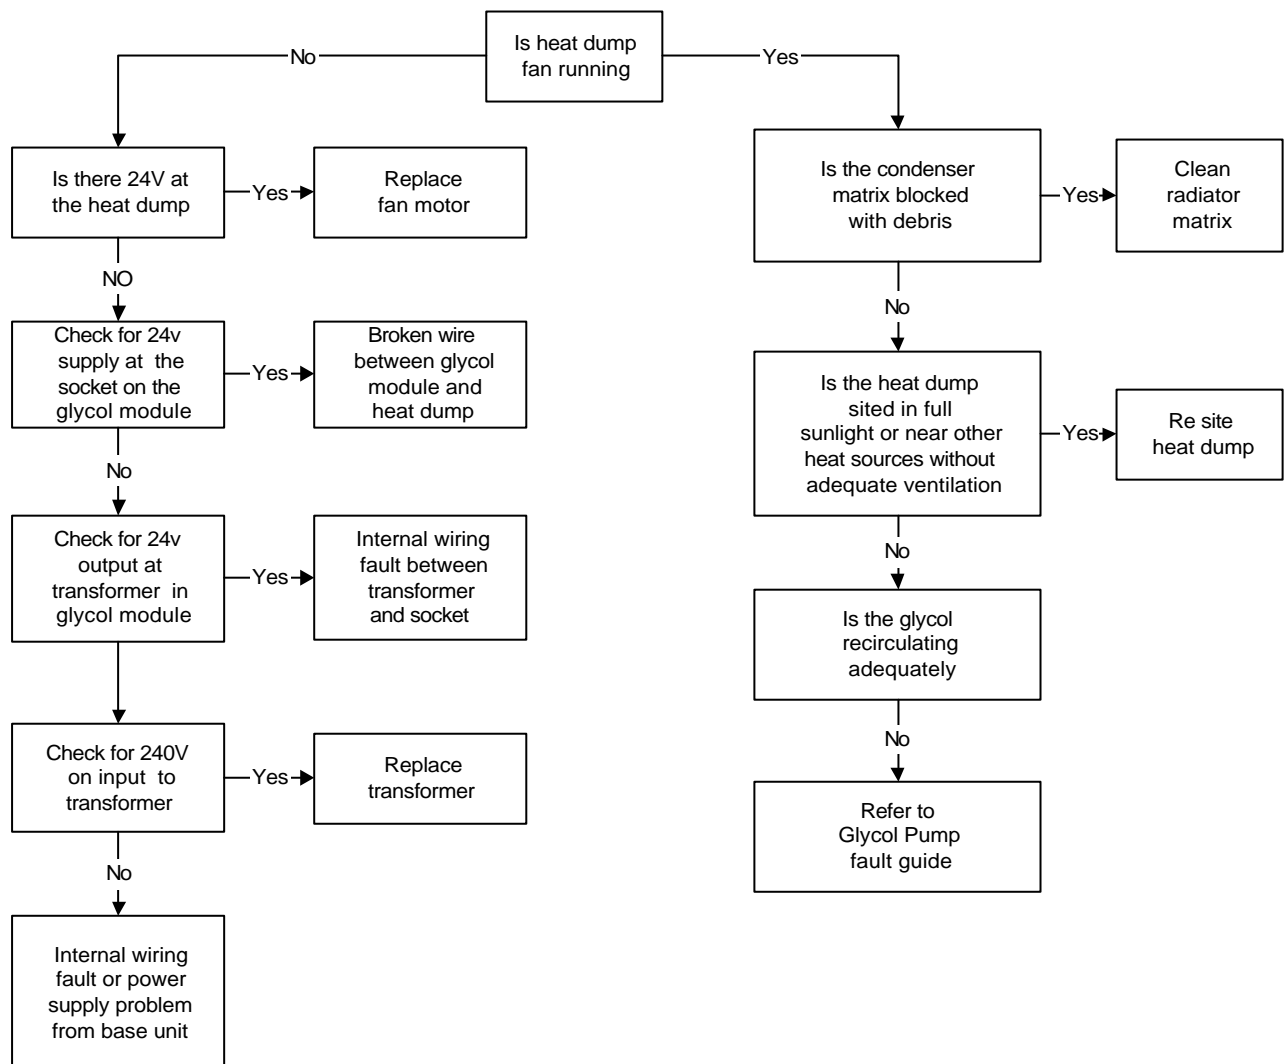 Is heat dump
fan running
No
Yes
Is there 24V at
the heat dump
Yes
Replace
fan motor
NO
Check for 24v
supply at the
socket on the
glycol module
Yes
Broken wire
between glycol
module and
heat dump
No
Check for 24v
output at
transformer in
glycol module
Yes
Internal wiring
fault between
transformer
and socket
Check for 240V
on input to
transformer
Yes
Replace
transformer
No
Internal wiring
fault or power
supply problem
from base unit
Is the condenser
matrix blocked
with debris
Yes
Clean
radiator
matrix
No
Is the heat dump
sited in full
sunlight or near other
heat sources without
adequate ventilation
Yes
Re site
heat dump
No
Is the glycol
recirculating
adequately
No
Refer to
Glycol Pump
fault guide